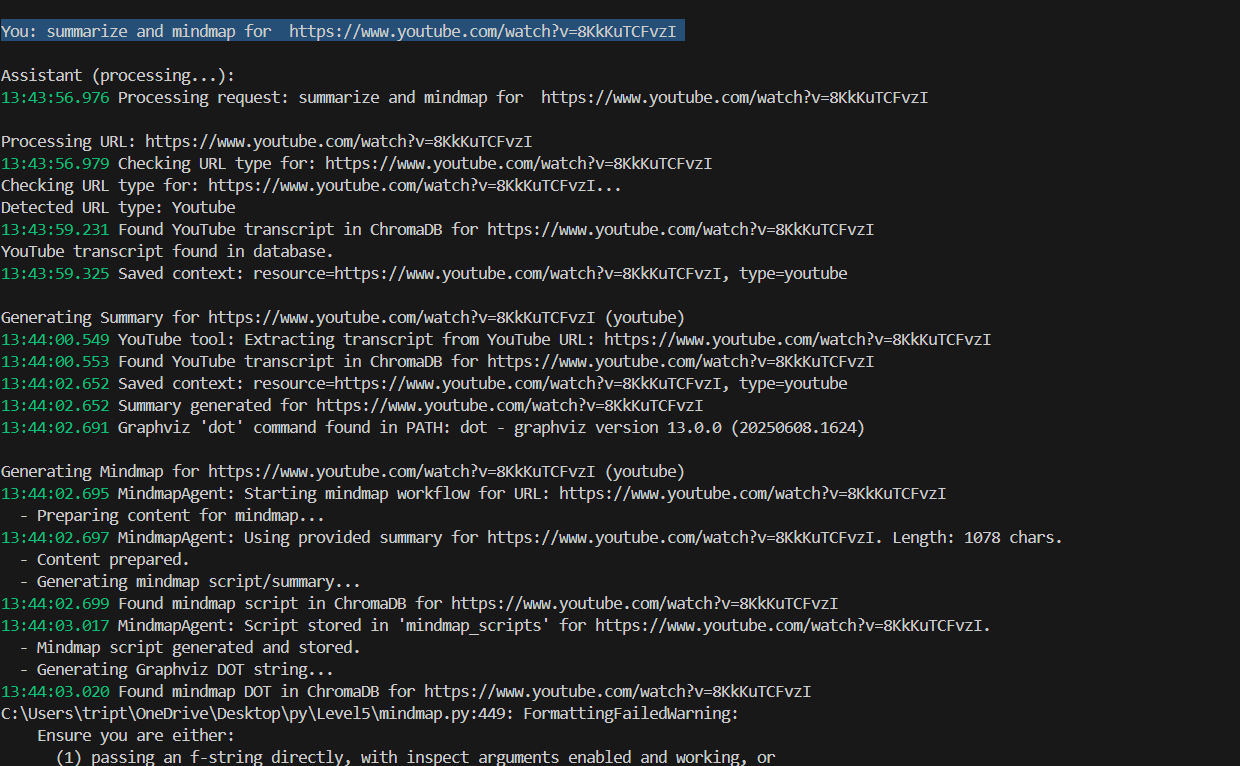 You: summarize and mindmap for  https://www.youtube.com/watch?v=8KkKuTCFvzI
Assistant (processing...):
13:43:56.976 Processing request: summarize and mindmap for  https://www.youtube.com/watch?v=8KkKuTCFvzI
Processing URL: https://www.youtube.com/watch?v=8KkKuTCFvzI
13:43:56.979 Checking URL type for: https://www.youtube.com/watch?v=8KkKuTCFvzI
Checking URL type for: https://www.youtube.com/watch?v=8KkKuTCFvzI...
Detected URL type: Youtube
13:43:59.231 Found YouTube transcript in ChromaDB for https://www.youtube.com/watch?v=8KkKuTCFvzI
YouTube transcript found in database.
13:43:59.325 Saved context: resource=https://www.youtube.com/watch?v=8KkKuTCFvzI, type=youtube
Generating Summary for https://www.youtube.com/watch?v=8KkKuTCFvzI (youtube)
13:44:00.549 YouTube tool: Extracting transcript from YouTube URL: https://www.youtube.com/watch?v=8KkKuTCFvzI
13:44:00.553 Found YouTube transcript in ChromaDB for https://www.youtube.com/watch?v=8KkKuTCFvzI
13:44:02.652 Saved context: resource=https://www.youtube.com/watch?v=8KkKuTCFvzI, type=youtube
13:44:02.652 Summary generated for https://www.youtube.com/watch?v=8KkKuTCFvzI
13:44:02.691 Graphviz 'dot' command found in PATH: dot - graphviz version 13.0.0 (20250608.1624)
Generating Mindmap for https://www.youtube.com/watch?v=8KkKuTCFvzI (youtube)
13:44:02.695 MindmapAgent: Starting mindmap workflow for URL: https://www.youtube.com/watch?v=8KkKuTCFvzI
  - Preparing content for mindmap...
13:44:02.697 MindmapAgent: Using provided summary for https://www.youtube.com/watch?v=8KkKuTCFvzI. Length: 1078 chars.
  - Content prepared.
  - Generating mindmap script/summary...
13:44:02.699 Found mindmap script in ChromaDB for https://www.youtube.com/watch?v=8KkKuTCFvzI
13:44:03.017 MindmapAgent: Script stored in 'mindmap_scripts' for https://www.youtube.com/watch?v=8KkKuTCFvzI.
  - Mindmap script generated and stored.
  - Generating Graphviz DOT string...
13:44:03.020 Found mindmap DOT in ChromaDB for https://www.youtube.com/watch?v=8KkKuTCFvzI
C:\Users\tript\OneDrive\Desktop\py\Level5\mindmap.py:449: FormattingFailedWarning:
    Ensure you are either:
      (1) passing an f-string directly, with inspect arguments enabled and working, or